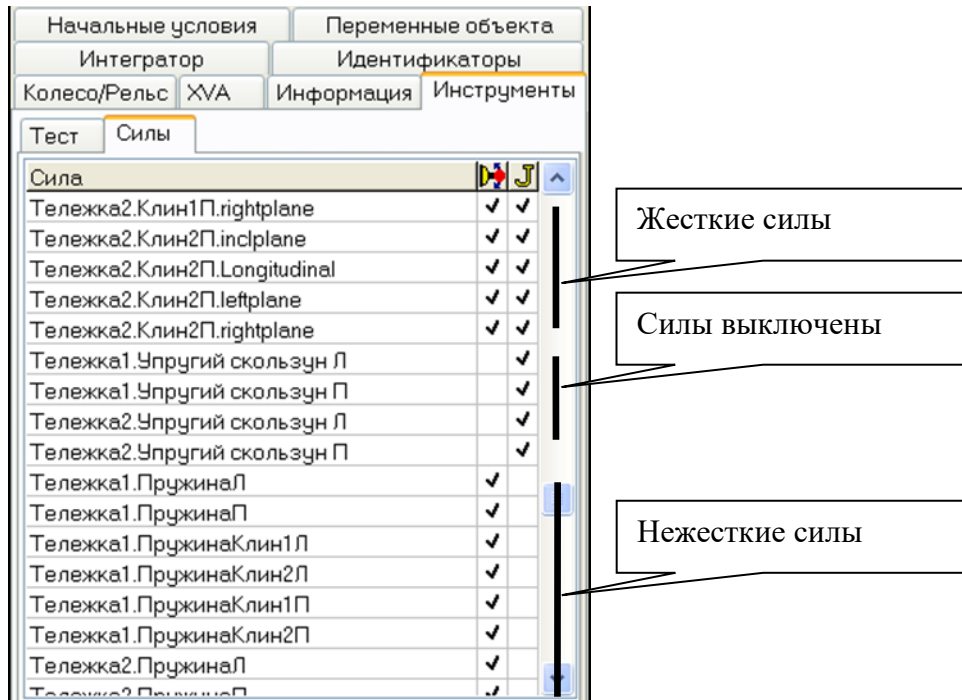 Начальные условия Переменные объекта
Интегратор Идентификаторы
Колесо/Рельс XVA Информация Инструменты
Тест Силы
Сила J
Тележка2.Клин1П.rightplane
Тележка2.Клин2П.inclplane
Тележка2.Клин2П.Longitudinal
Тележка2.Клин2П.leftplane
Тележка2.Клин2П.rightplane
Тележка1.Упругий скользун Л
Тележка1.Упругий скользун П
Тележка2.Упругий скользун Л
Тележка2.Упругий скользун П
Тележка1.ПружинаЛ
Тележка1.ПружинаП
Тележка1.ПружинаКлин1Л
Тележка1.ПружинаКлин2Л
Тележка1.ПружинаКлин1П
Тележка1.ПружинаКлин2П
Тележка2.ПружинаЛ
Тележка2.ПружинаП
Жесткие силы
Силы выключены
Нежесткие силы